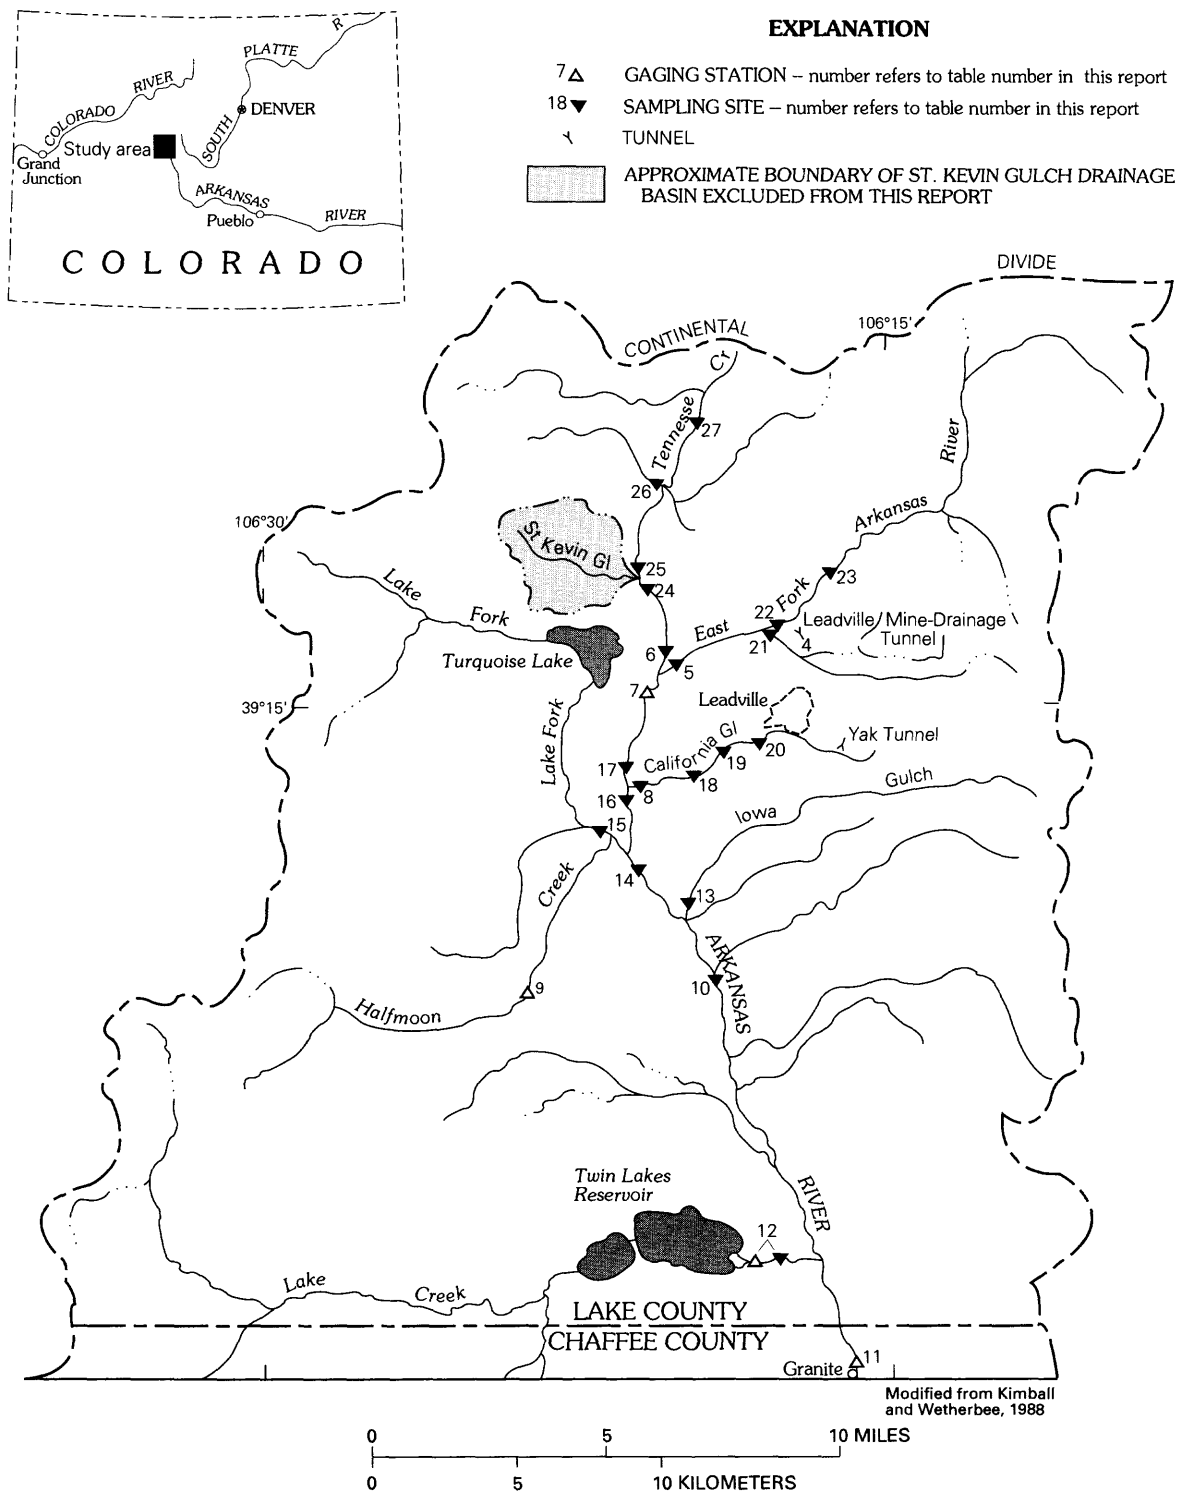 EXPLANATION
7 GAGING STATION – number refers to table number in this report
18 SAMPLING SITE – number refers to table number in this report
TUNNEL
APPROXIMATE BOUNDARY OF ST. KEVIN GULCH DRAINAGE
BASIN EXCLUDED FROM THIS REPORT
R
PLATTE
SOUTH
DENVER
COLORADO RIVER
Grand
Junction
Study area
ARKANSAS RIVER
Pueblo
COLORADO
CONTINENTAL DIVIDE
106°15'
Tennesse Cr
27
26
River
Arkansas
106°30'
St Kevin Gl
25
24
23
Fork
22
East
Leadville Mine-Drainage
Tunnel
21
4
Lake Fork
Turquoise Lake
6
5
7
39°15'
Leadville
Lake Fork
California Gl
Yak Tunnel
20
19
18
17
8
16
Iowa Gulch
15
14
13
Creek
ARKANSAS
10
9
Halfmoon
Twin Lakes
Reservoir
RIVER
12
Lake Creek
LAKE COUNTY
CHAFFEE COUNTY
11
Granite
Modified from Kimball
and Wetherbee, 1988
0 5 10 MILES
0 5 10 KILOMETERS